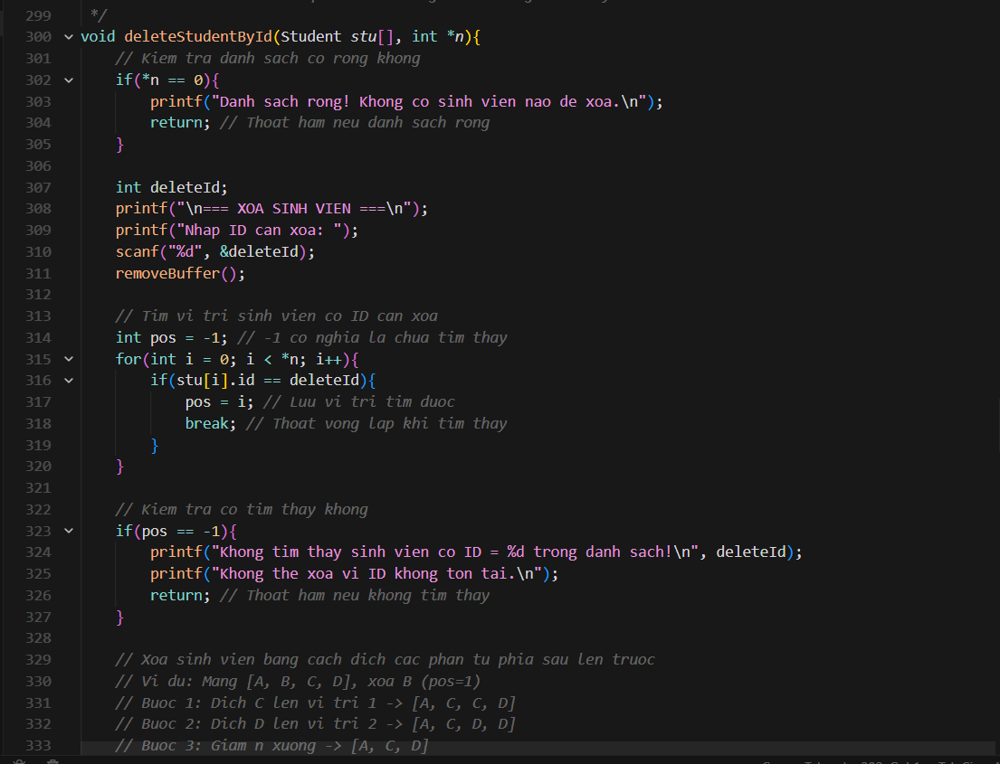 299 */
300 void deleteStudentById(Student stu[], int *n){
301 // Kiem tra danh sach co rong khong
302 if(*n == 0){
303 printf("Danh sach rong! Khong co sinh vien nao de xoa.\n");
304 return; // Thoat ham neu danh sach rong
305 }
306
307 int deleteId;
308 printf("\n=== XOA SINH VIEN ===\n");
309 printf("Nhap ID can xoa: ");
310 scanf("%d", &deleteId);
311 removeBuffer();
312
313 // Tim vi tri sinh vien co ID can xoa
314 int pos = -1; // -1 co nghia la chua tim thay
315 for(int i = 0; i < *n; i++){
316 if(stu[i].id == deleteId){
317 pos = i; // Luu vi tri tim duoc
318 break; // Thoat vong lap khi tim thay
319 }
320 }
321
322 // Kiem tra co tim thay khong
323 if(pos == -1){
324 printf("Khong tim thay sinh vien co ID = %d trong danh sach!\n", deleteId);
325 printf("Khong the xoa vi ID khong ton tai.\n");
326 return; // Thoat ham neu khong tim thay
327 }
328
329 // Xoa sinh vien bang cach dich cac phan tu phia sau len truoc
330 // Vi du: Mang [A, B, C, D], xoa B (pos=1)
331 // Buoc 1: Dich C len vi tri 1 -> [A, C, C, D]
332 // Buoc 2: Dich D len vi tri 2 -> [A, C, D, D]
333 // Buoc 3: Giam n xuong -> [A, C, D]